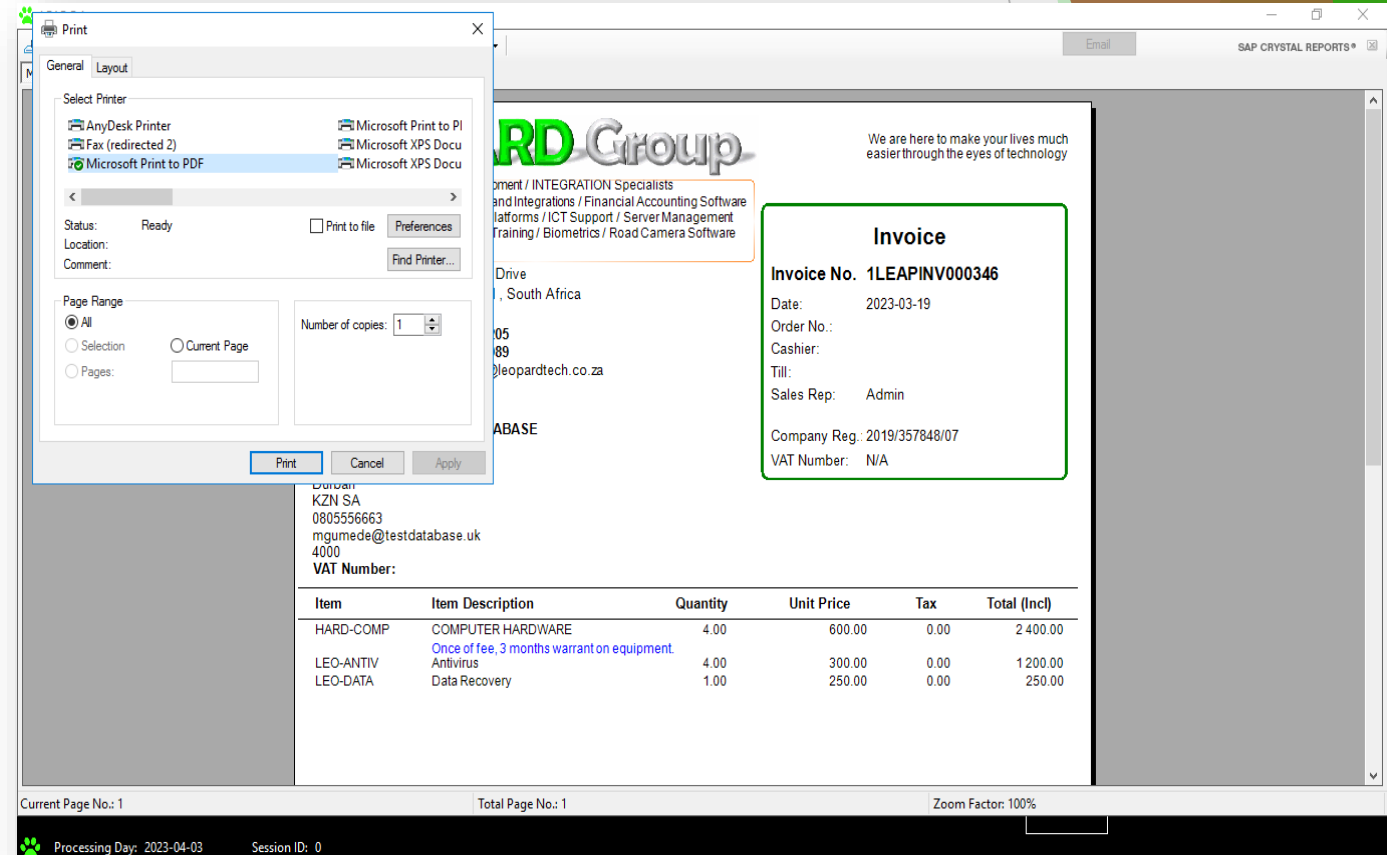 Print
Email
SAP CRYSTAL REPORTS®
General Layout
Select Printer
AnyDesk Printer
Fax (redirected 2)
Microsoft Print to PDF
Microsoft Print to PI
Microsoft XPS Docu
Microsoft XPS Docu
Status: Ready
Location:
Comment:
Print to file
Preferences
Find Printer...
Page Range
All
Selection
Current Page
Pages:
Number of copies: 1
Print Cancel Apply
ARD Group
We are here to make your lives much
easier through the eyes of technology
pment / INTEGRATION Specialists
and Integrations / Financial Accounting Software
latforms / ICT Support / Server Management
Training / Biometrics / Road Camera Software
Drive
, South Africa
205
089
@leopardtech.co.za
ABASE
Invoice
Invoice No. 1LEAPINV000346
Date: 2023-03-19
Order No.:
Cashier:
Till:
Sales Rep: Admin
Company Reg.: 2019/357848/07
VAT Number: N/A
Durban
KZN SA
0805556663
mgumede@testdatabase.uk
4000
VAT Number:
Item Item Description Quantity Unit Price Tax Total (Incl)
HARD-COMP COMPUTER HARDWARE 4.00 600.00 0.00 2 400.00
Once of fee, 3 months warrant on equipment.
LEO-ANTIV Antivirus 4.00 300.00 0.00 1 200.00
LEO-DATA Data Recovery 1.00 250.00 0.00 250.00
Current Page No.: 1 Total Page No.: 1 Zoom Factor: 100%
Processing Day: 2023-04-03 Session ID: 0